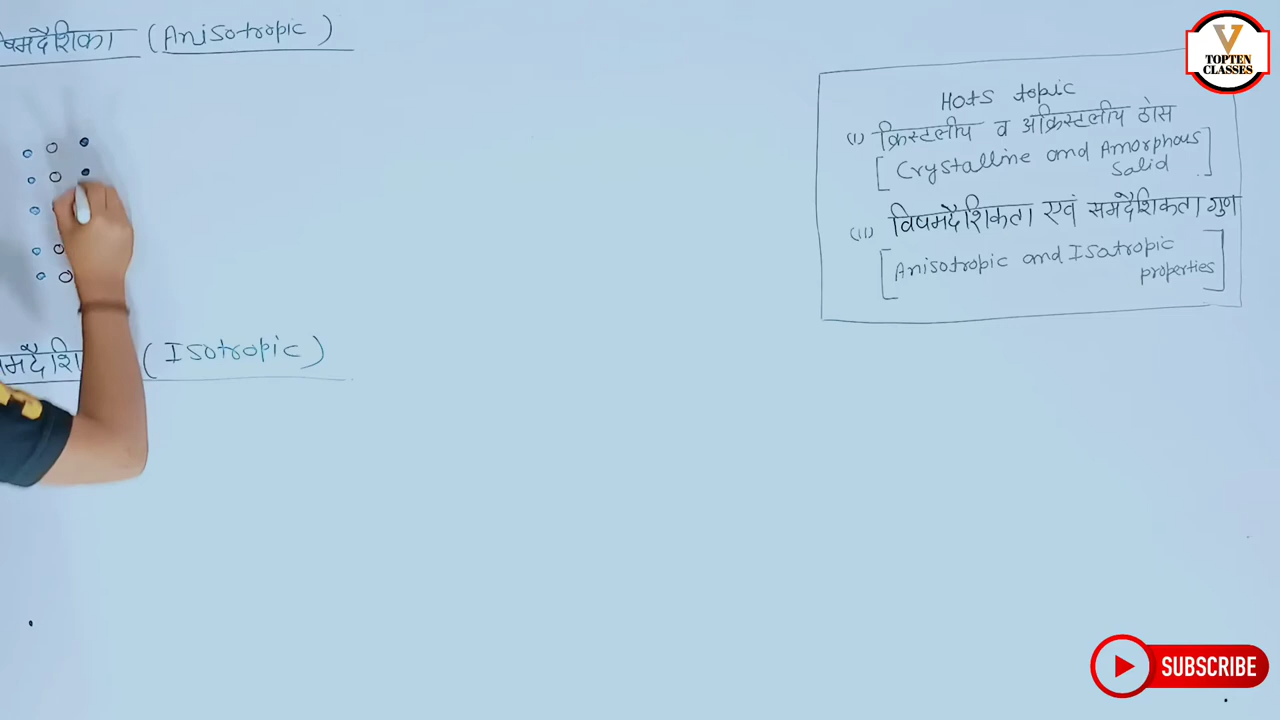 (Anisotropic)
(Isotropic)
HOtS topic
(i) क्रिस्टलीय व अक्रिस्टलीय ठोस
[Crystalline and Amorphous
Salid]
(ii) विषमदैशिकता एवं समदैशिकता गुण
[Anisotropic and Isotropic
properties]
V
TOPTEN
CLASSES
SUBSCRIBE